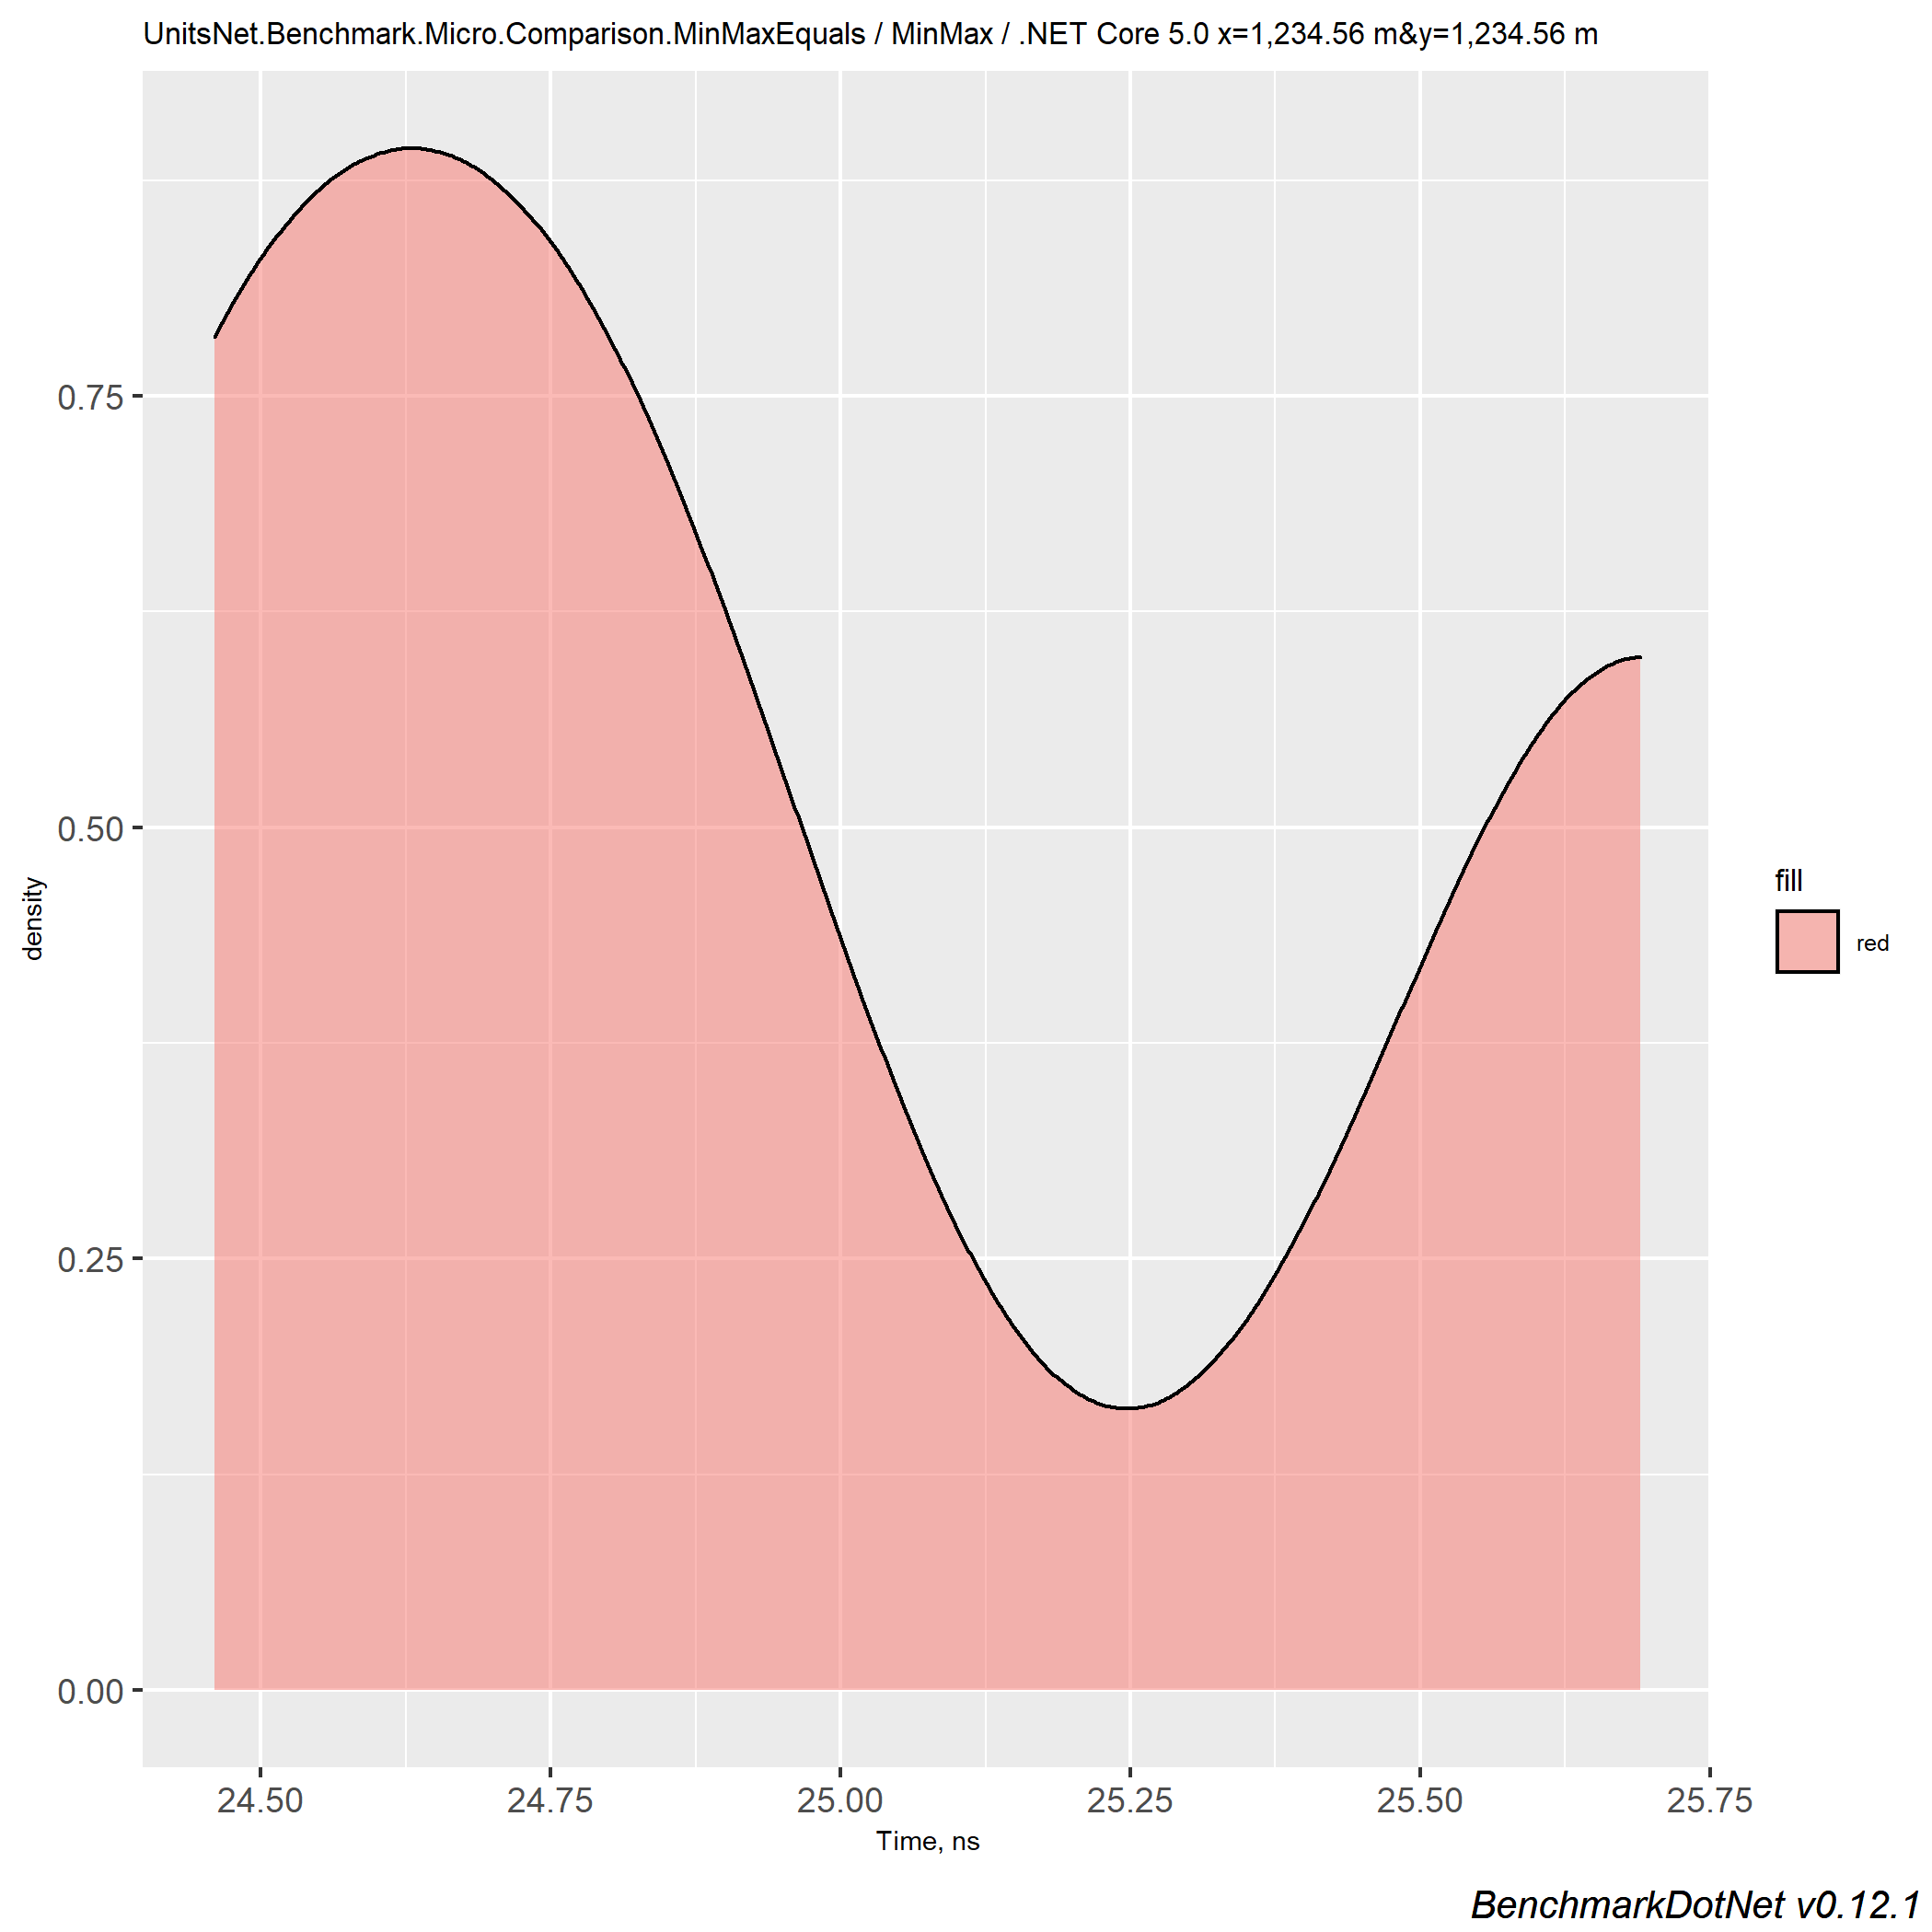 UnitsNet.Benchmark.Micro.Comparison.MinMaxEquals / MinMax / .NET Core 5.0 x=1,234.56 m&y=1,234.56 m
0.75
0.50
0.25
0.00
density
24.50 24.75 25.00 25.25 25.50 25.75
Time, ns
fill
red
BenchmarkDotNet v0.12.1